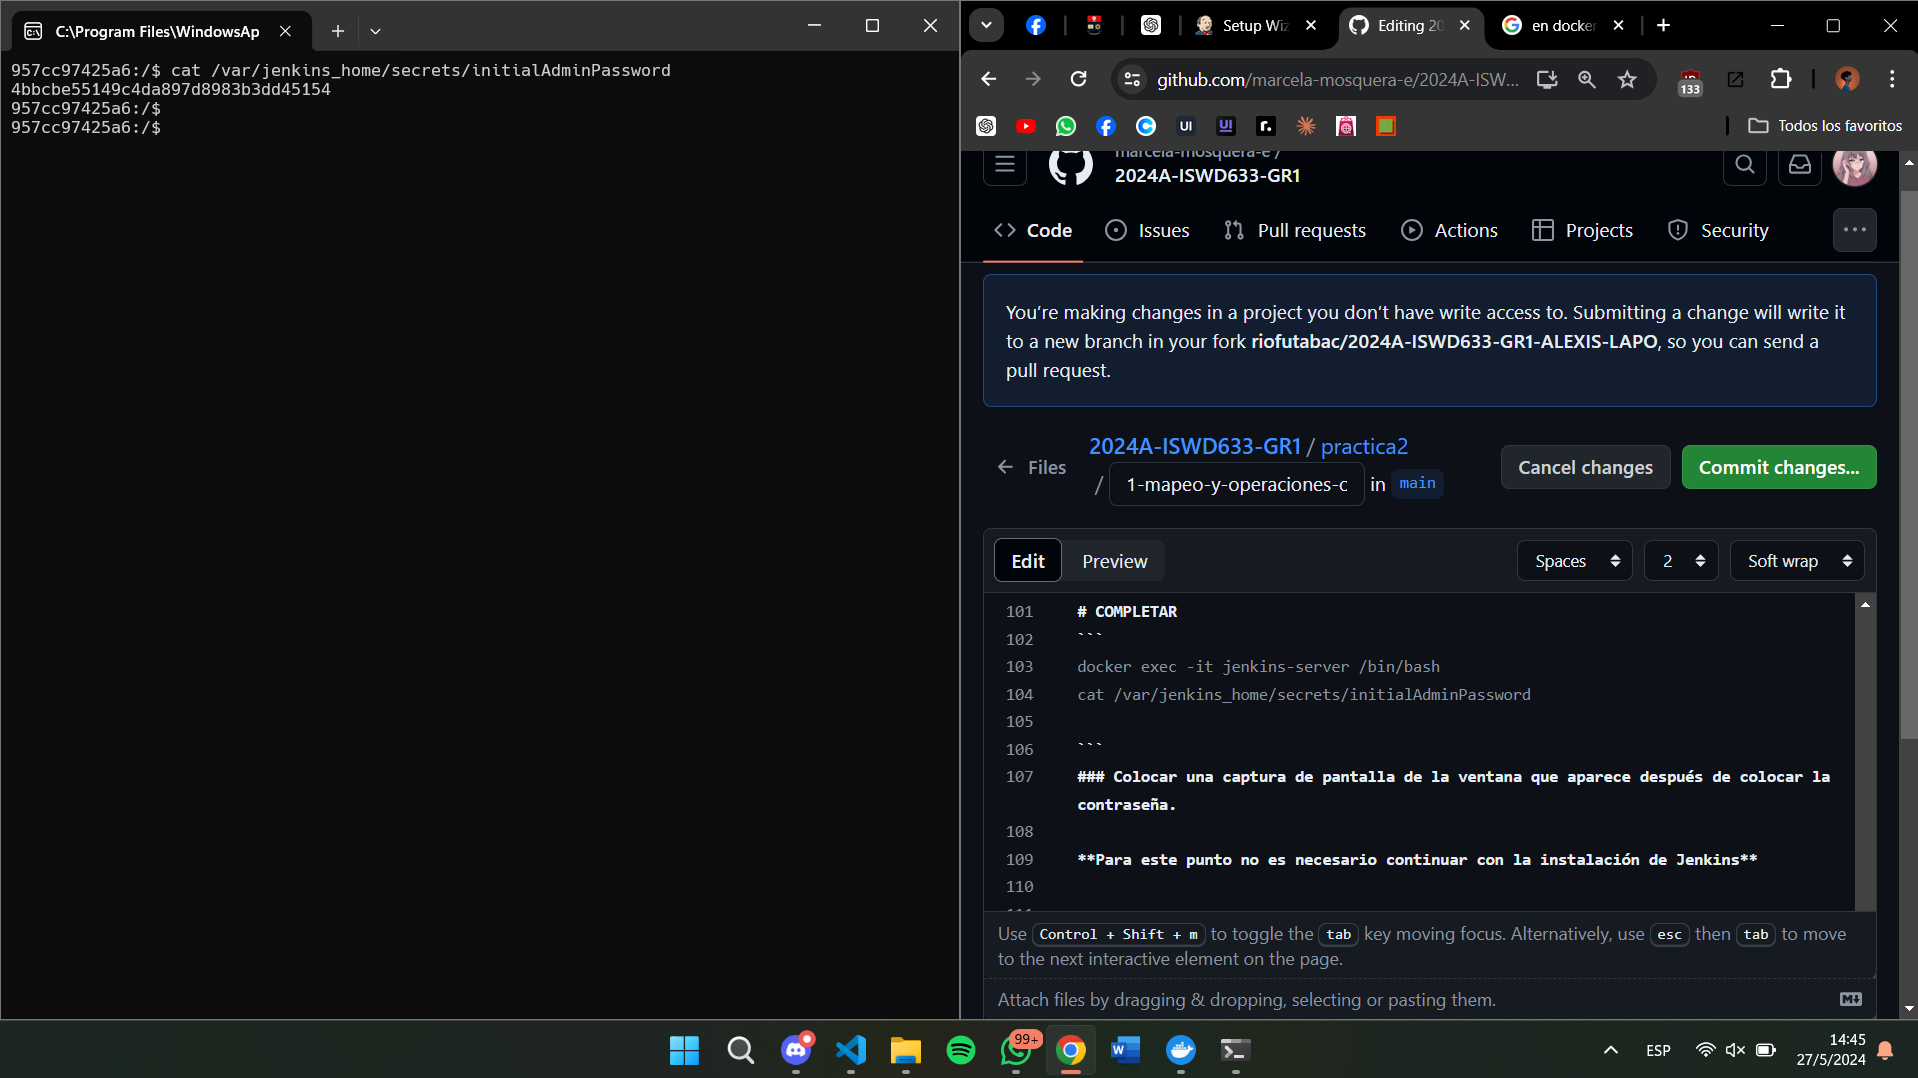 C:\Program Files\WindowsAp
957cc97425a6:/$ cat /var/jenkins_home/secrets/initialAdminPassword
4bbcbe55149c4da897d8983b3dd45154
957cc97425a6:/$
957cc97425a6:/$
Setup Wiz
Editing 20
en docker
github.com/marcela-mosquera-e/2024A-ISW...
133
UI
UI
r.
Todos los favoritos
marcela-mosquera-e /
2024A-ISWD633-GR1
Code
Issues
Pull requests
Actions
Projects
Security
You're making changes in a project you don't have write access to. Submitting a change will write it
to a new branch in your fork riofutabac/2024A-ISWD633-GR1-ALEXIS-LAPO, so you can send a
pull request.
Files
2024A-ISWD633-GR1 / practica2
/ 1-mapeo-y-operaciones-c in main
Cancel changes
Commit changes...
Edit
Preview
Spaces
2
Soft wrap
101 # COMPLETAR
102 ```
103 docker exec -it jenkins-server /bin/bash
104 cat /var/jenkins_home/secrets/initialAdminPassword
105
106 ```
107 ### Colocar una captura de pantalla de la ventana que aparece después de colocar la
contraseña.
108
109 **Para este punto no es necesario continuar con la instalación de Jenkins**
110
111
Use Control + Shift + m to toggle the tab key moving focus. Alternatively, use esc then tab to move
to the next interactive element on the page.
Attach files by dragging & dropping, selecting or pasting them.
99+
ESP
14:45
27/5/2024